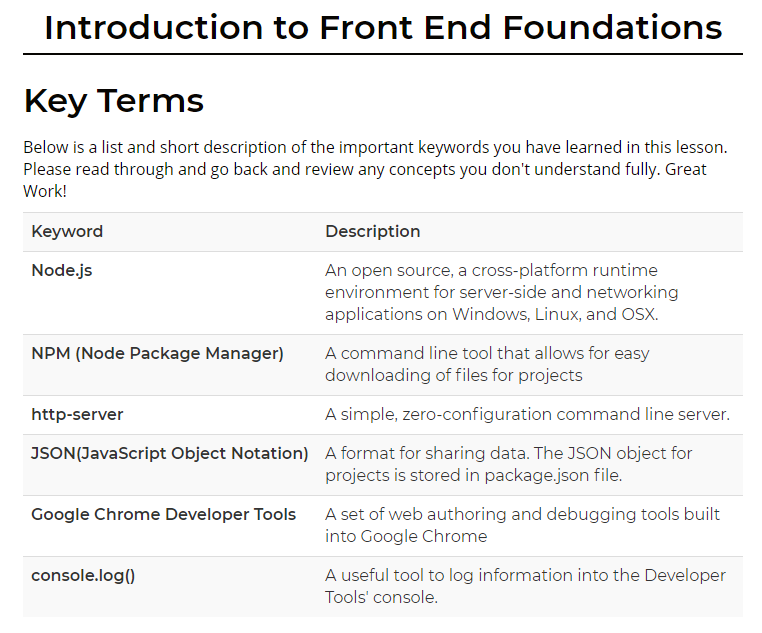 Introduction to Front End Foundations
Key Terms
Below is a list and short description of the important keywords you have learned in this lesson.
Please read through and go back and review any concepts you don't understand fully. Great
Work!
Keyword Description
Node.js An open source, a cross-platform runtime
environment for server-side and networking
applications on Windows, Linux, and OSX.
NPM (Node Package Manager) A command line tool that allows for easy
downloading of files for projects
http-server A simple, zero-configuration command line server.
JSON(JavaScript Object Notation) A format for sharing data. The JSON object for
projects is stored in package.json file.
Google Chrome Developer Tools A set of web authoring and debugging tools built
into Google Chrome
console.log() A useful tool to log information into the Developer
Tools' console.